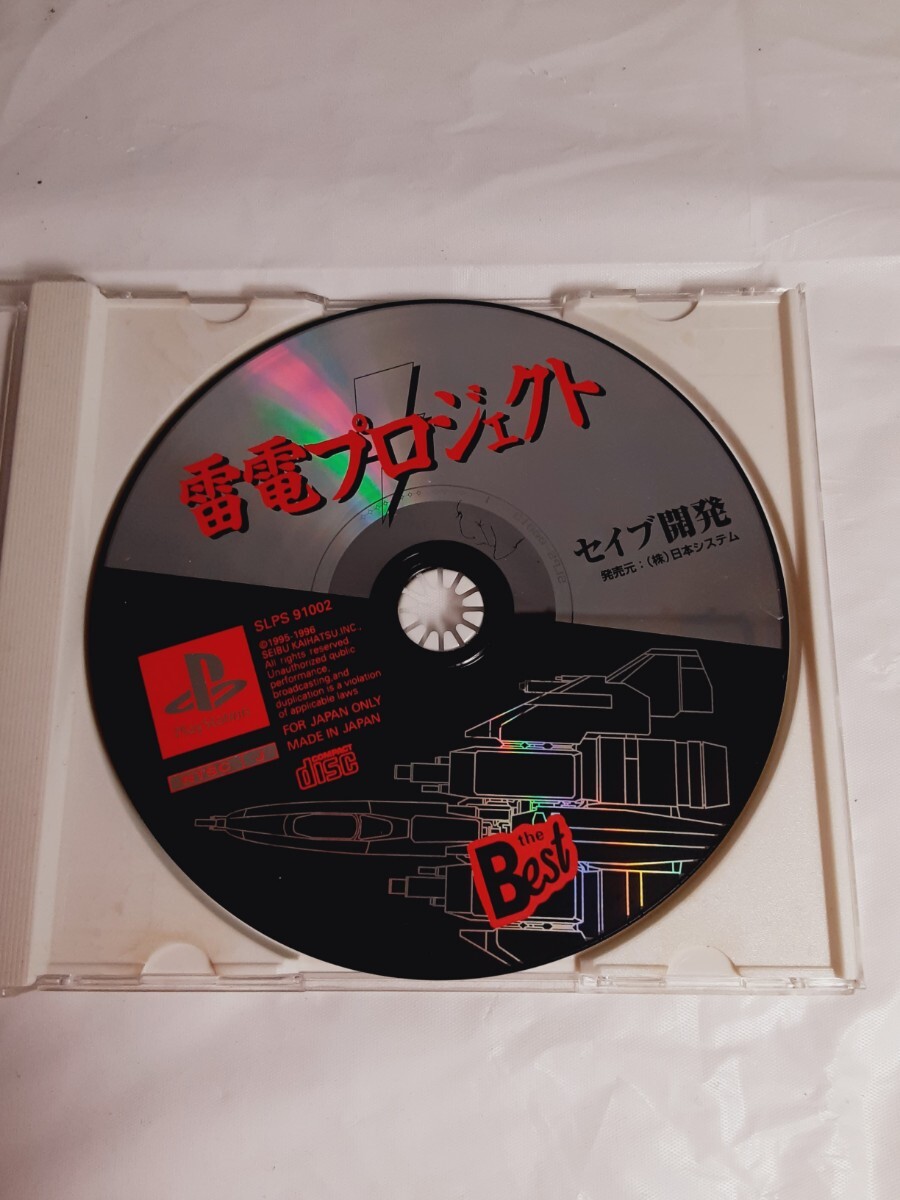 雷電プロジェクト
セイブ開発
発売元:(株)日本システム
SLPS 91002
©1995-1996
SEIBU KAIHATSU INC,
All rights reserved
Unauthorized qublic
performance,
broadcasting,and
duplication is a violation
of applicable laws
FOR JAPAN ONLY
MADE IN JAPAN
PlayStation
COMPACT
disc
the
Best